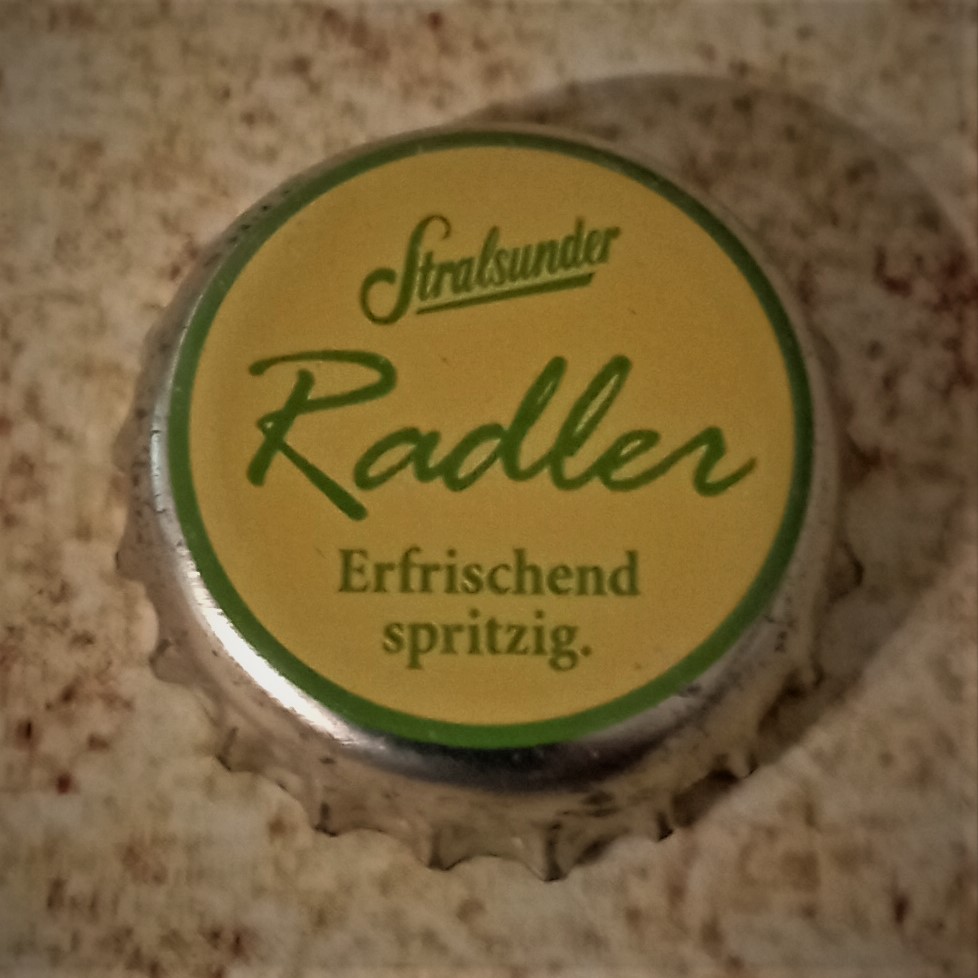 Stralsunder
Radler
Erfrischend
spritzig.